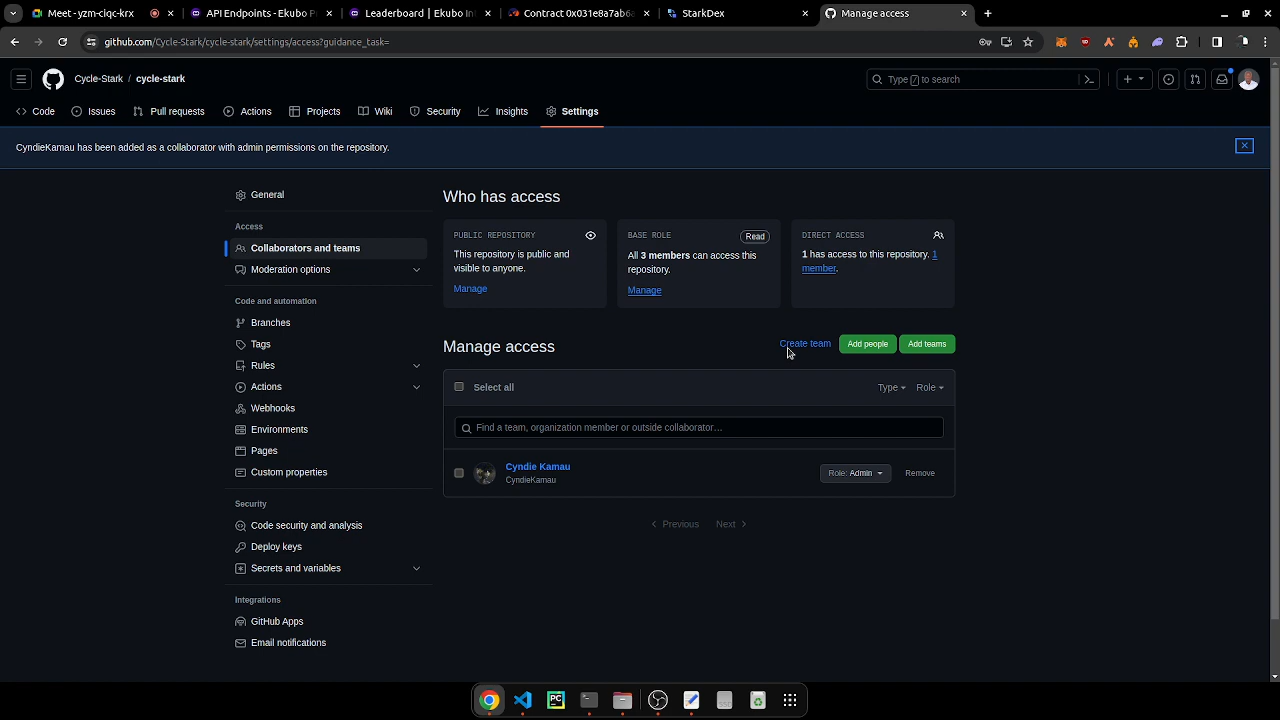 Meet - yzm-ciqc-krx
API Endpoints - Ekubo P
Leaderboard | Ekubo In
Contract 0x031e8a7ab6a
StarkDex
Manage access
github.com/Cycle-Stark/cycle-stark/settings/access?guidance_task=
Cycle-Stark / cycle-stark
Type / to search
Code
Issues
Pull requests
Actions
Projects
Wiki
Security
Insights
Settings
CyndieKamau has been added as a collaborator with admin permissions on the repository.
General
Access
Collaborators and teams
Moderation options
Code and automation
Branches
Tags
Rules
Actions
Webhooks
Environments
Pages
Custom properties
Security
Code security and analysis
Deploy keys
Secrets and variables
Integrations
GitHub Apps
Email notifications
Who has access
PUBLIC REPOSITORY
This repository is public and
visible to anyone.
Manage
BASE ROLE
Read
All 3 members can access this
repository.
Manage
DIRECT ACCESS
1 has access to this repository. 1
member.
Manage access
Create team
Add people
Add teams
Select all
Type
Role
Find a team, organization member or outside collaborator...
Cyndie Kamau
CyndieKamau
Role: Admin
Remove
Previous
Next